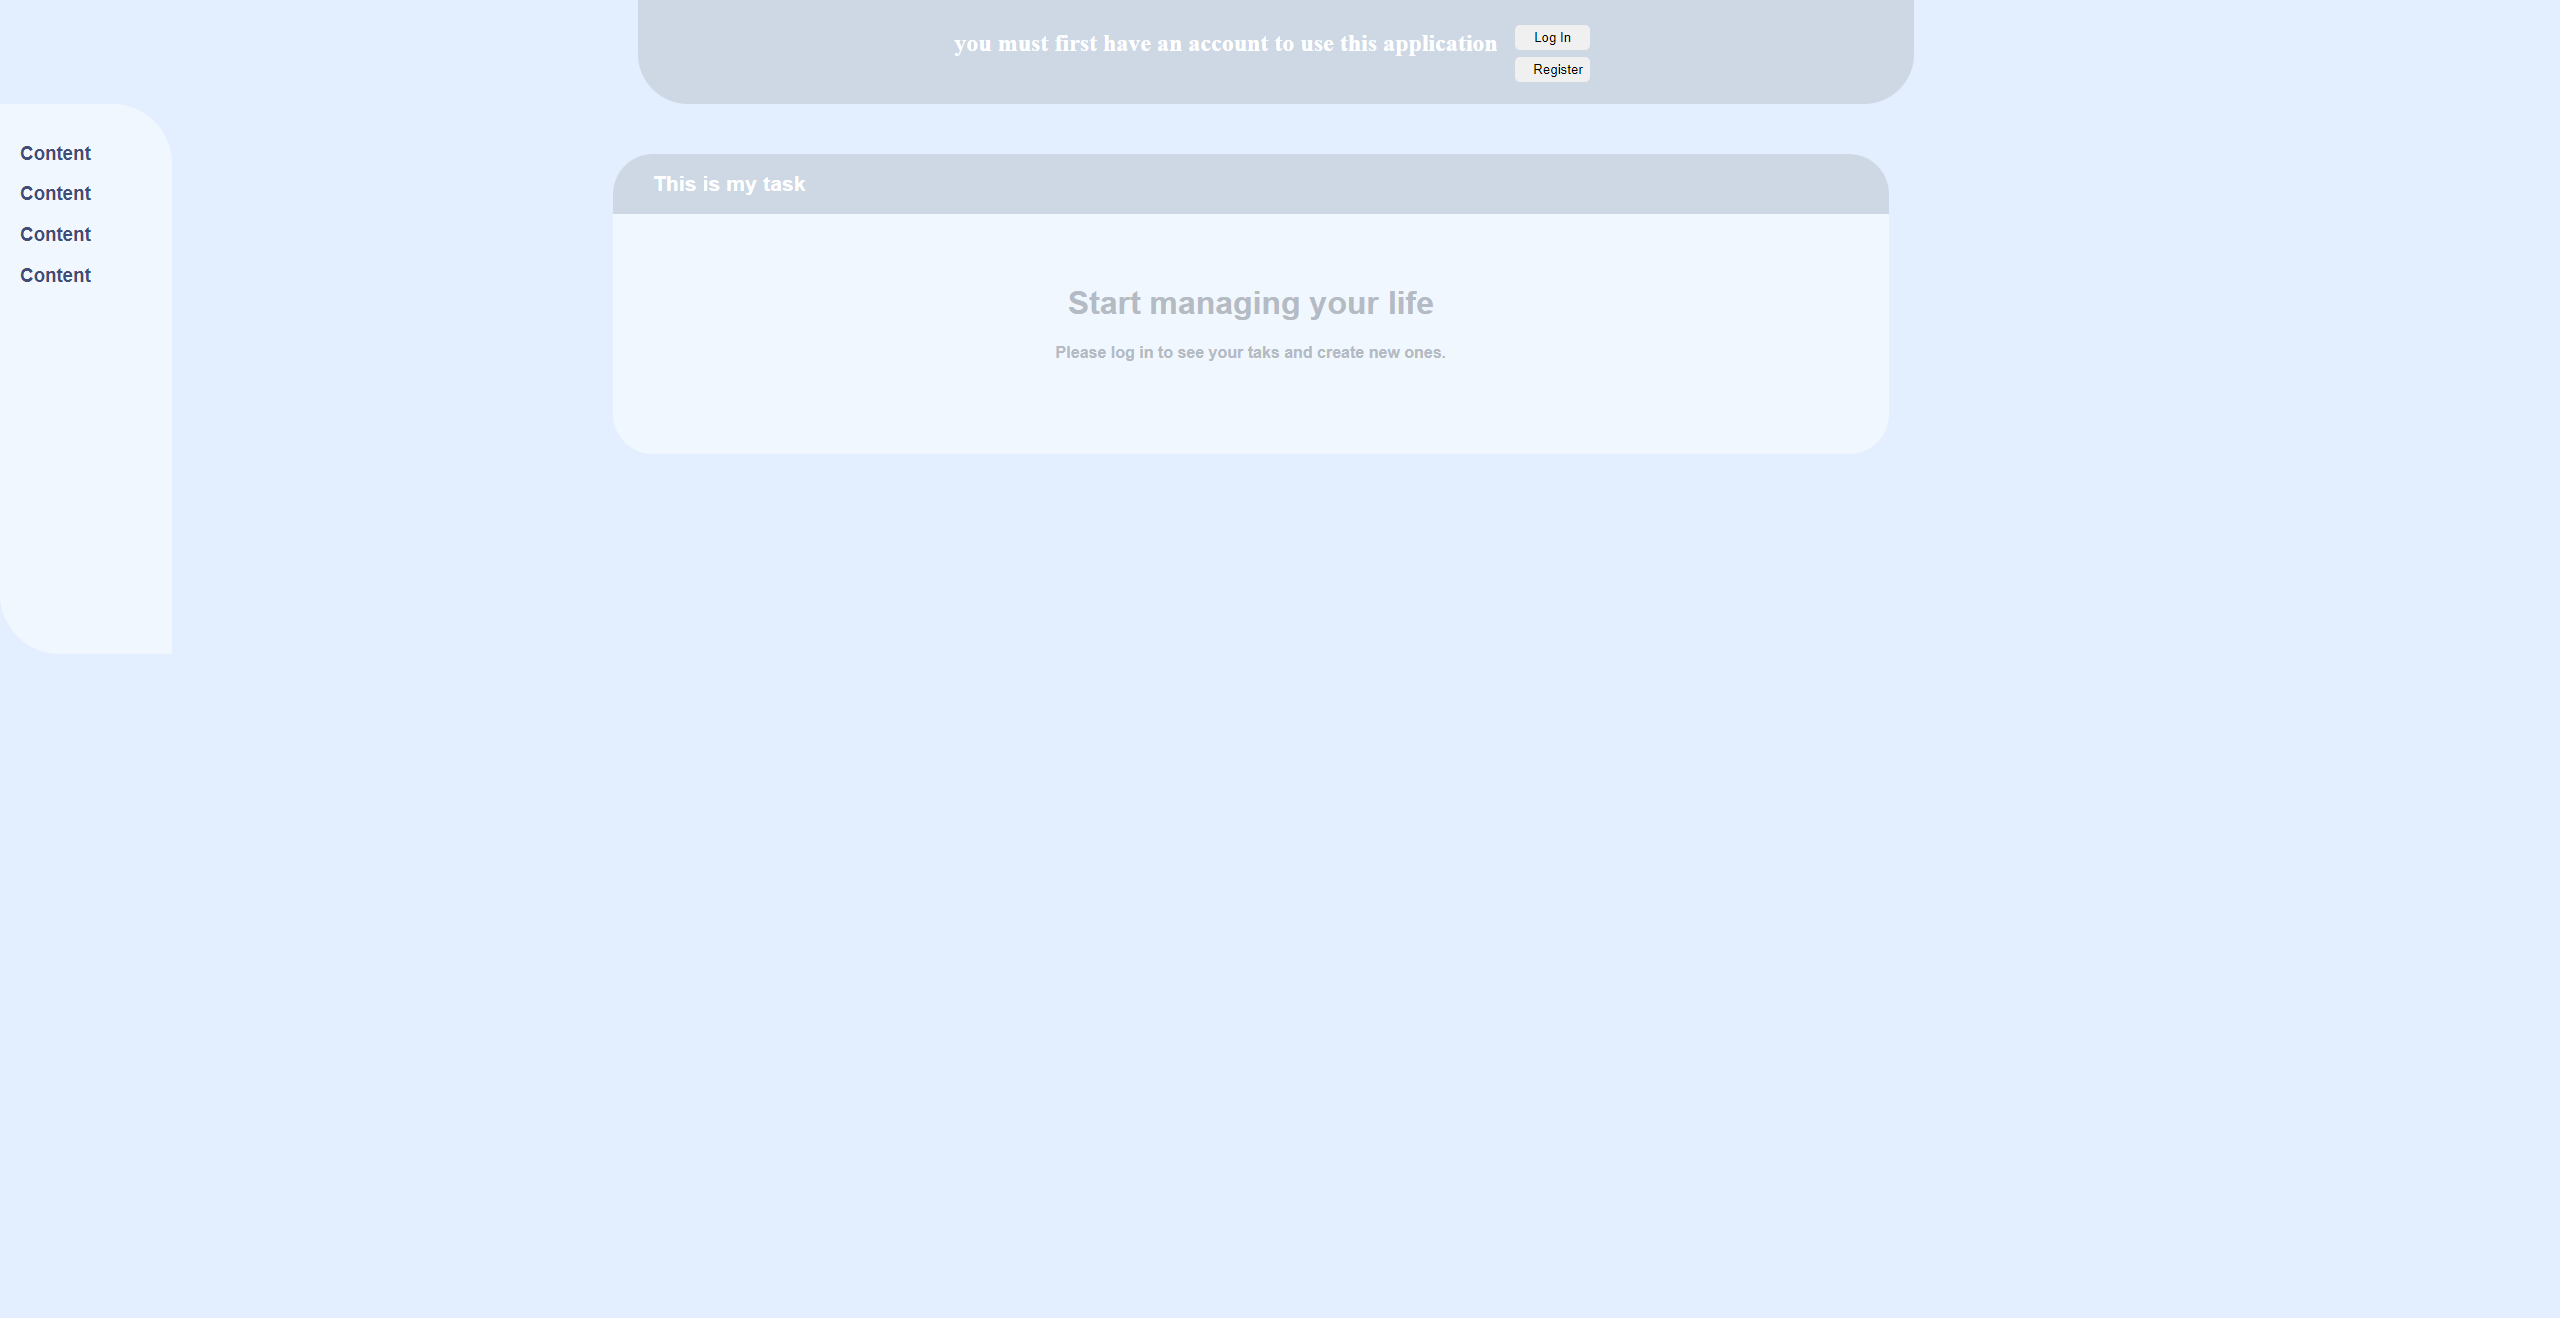 you must first have an account to use this application
Log In
Register
Content
Content
Content
Content
This is my task
Start managing your life
Please log in to see your taks and create new ones.